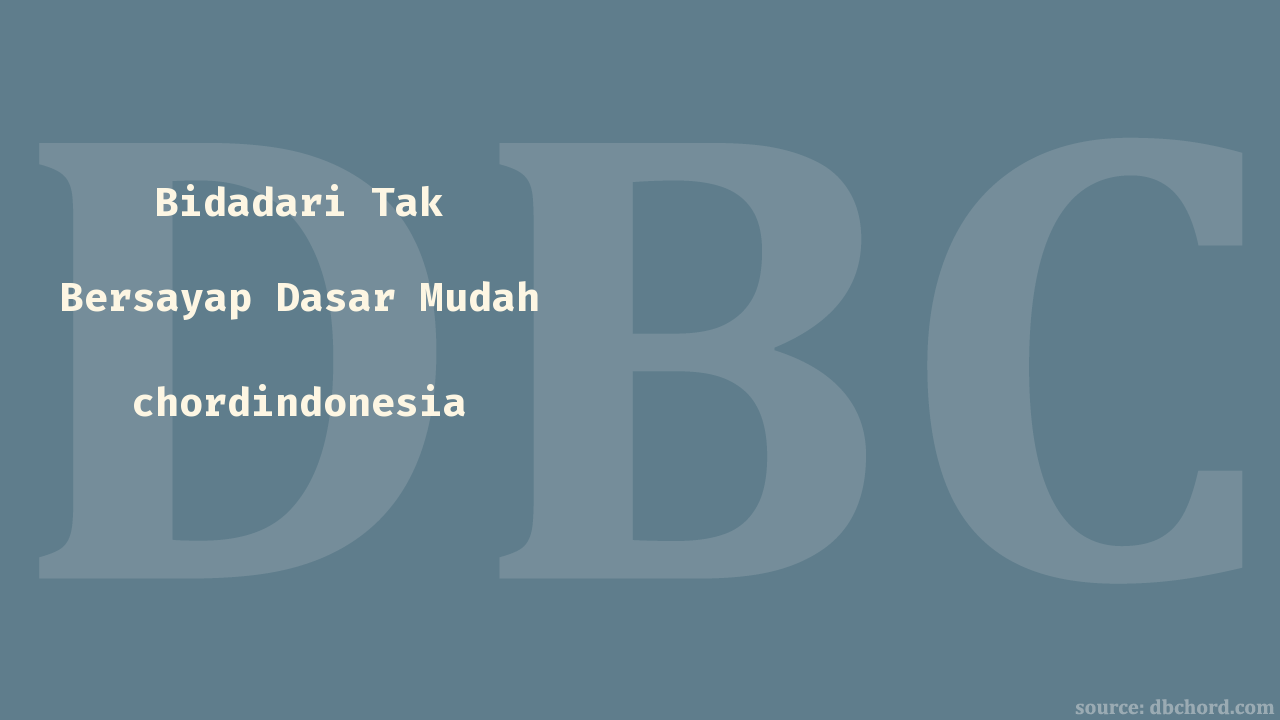 DBC
Bidadari Tak
Bersayap Dasar Mudah
chordindonesia
source: dbchord.com